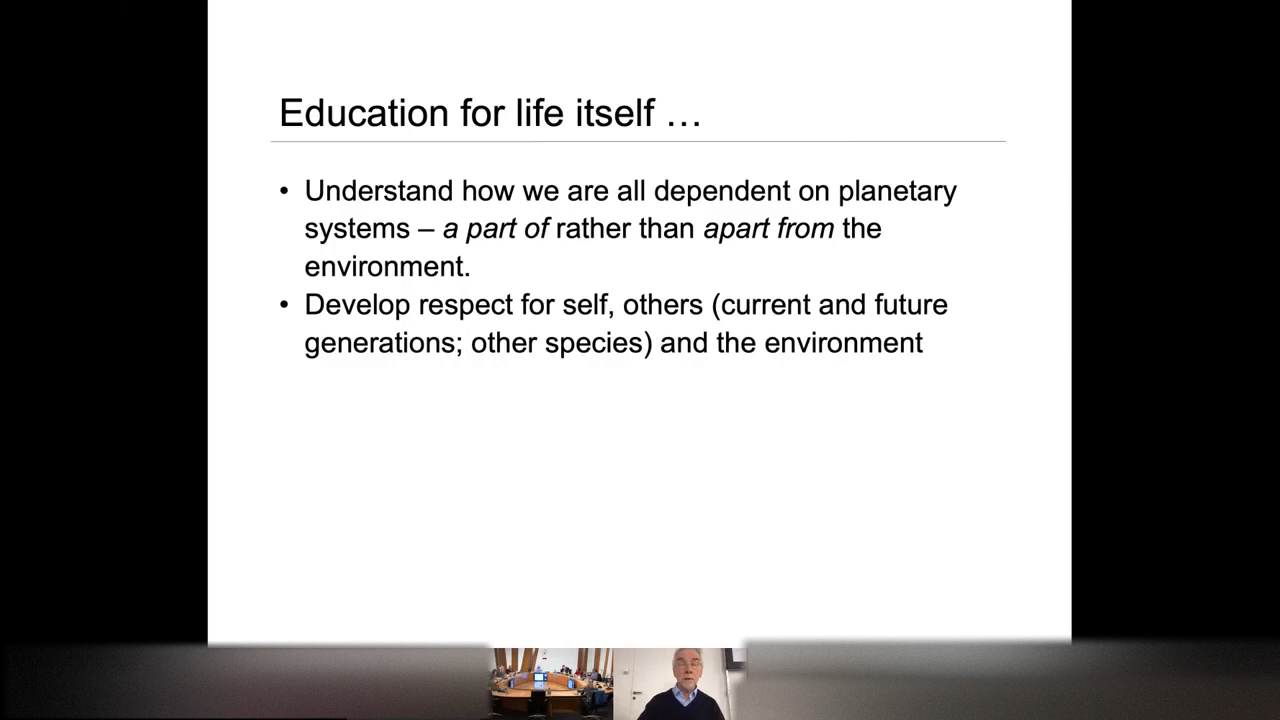 Education for life itself …
• Understand how we are all dependent on planetary
systems – a part of rather than apart from the
environment.
• Develop respect for self, others (current and future
generations; other species) and the environment